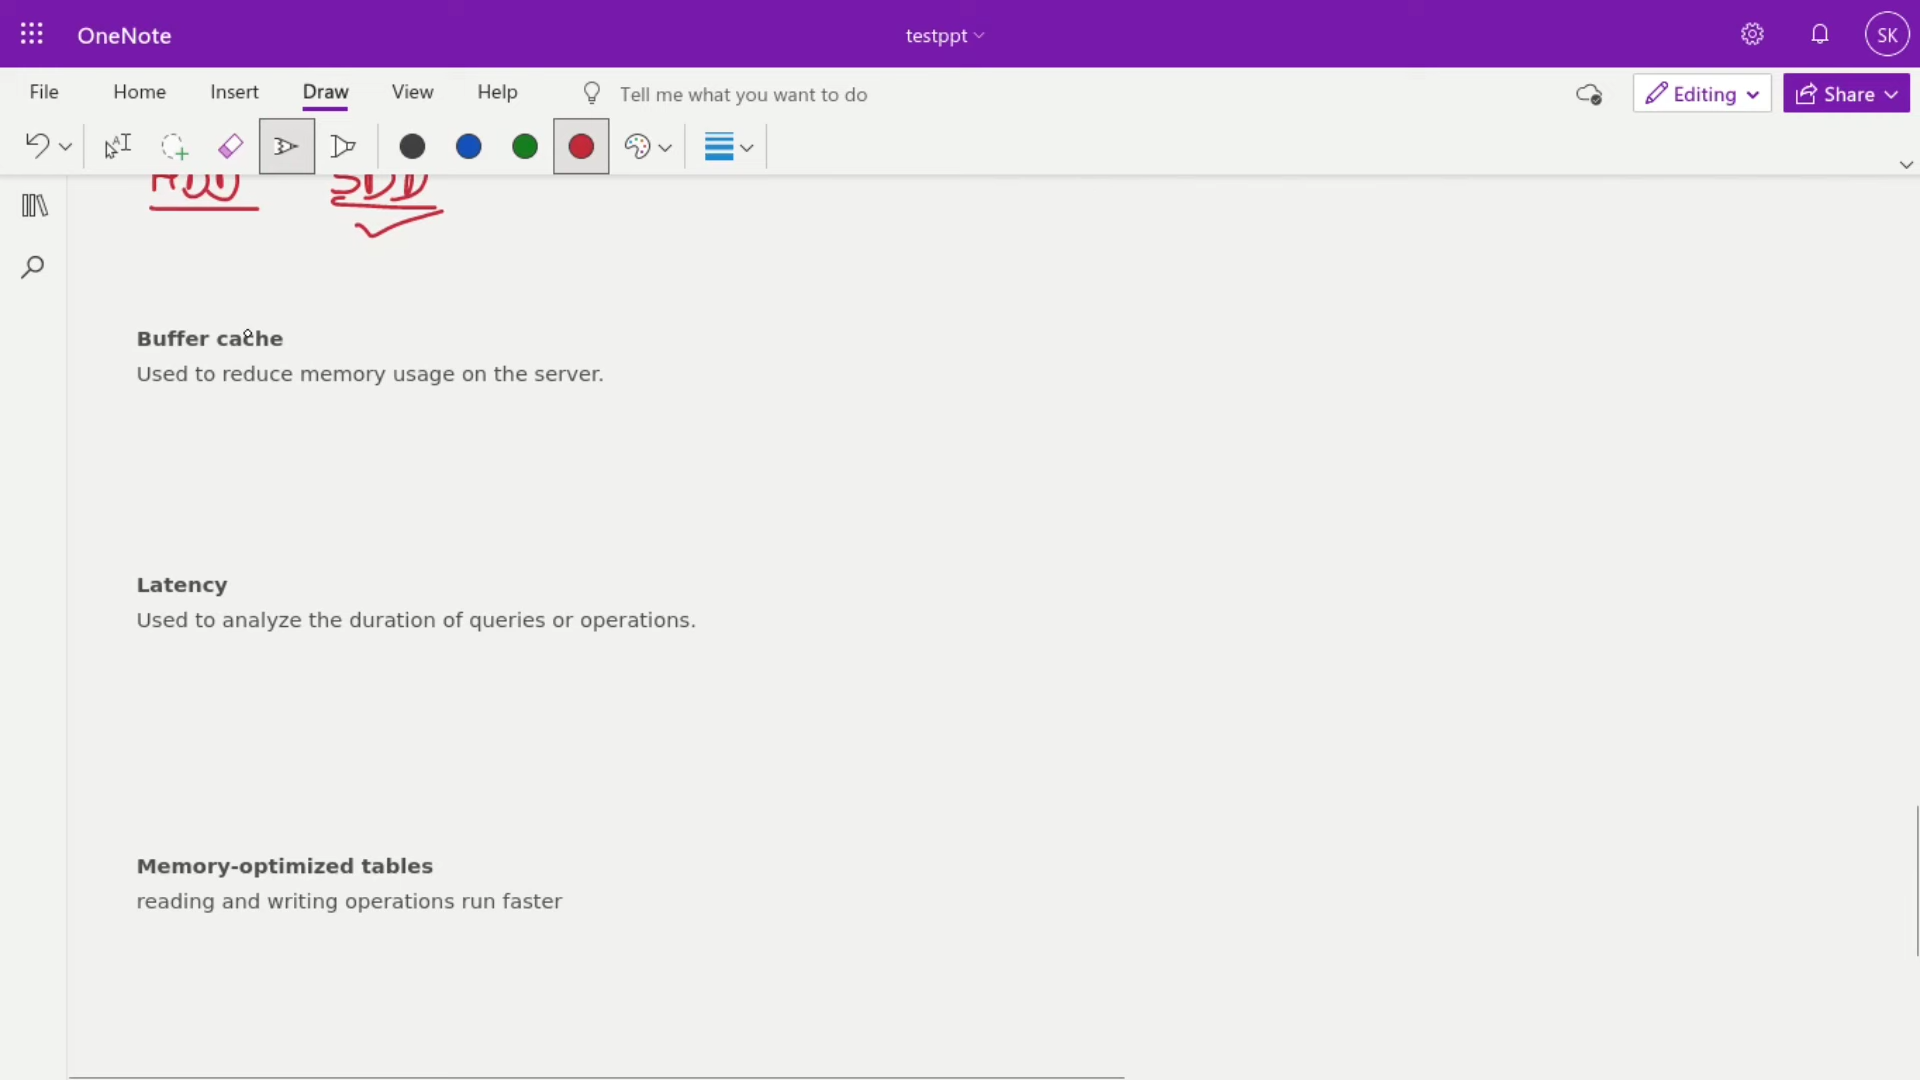 OneNote
testppt
SK
File Home Insert Draw View Help Tell me what you want to do Editing Share
HDD SDD
Buffer cache
Used to reduce memory usage on the server.
Latency
Used to analyze the duration of queries or operations.
Memory-optimized tables
reading and writing operations run faster